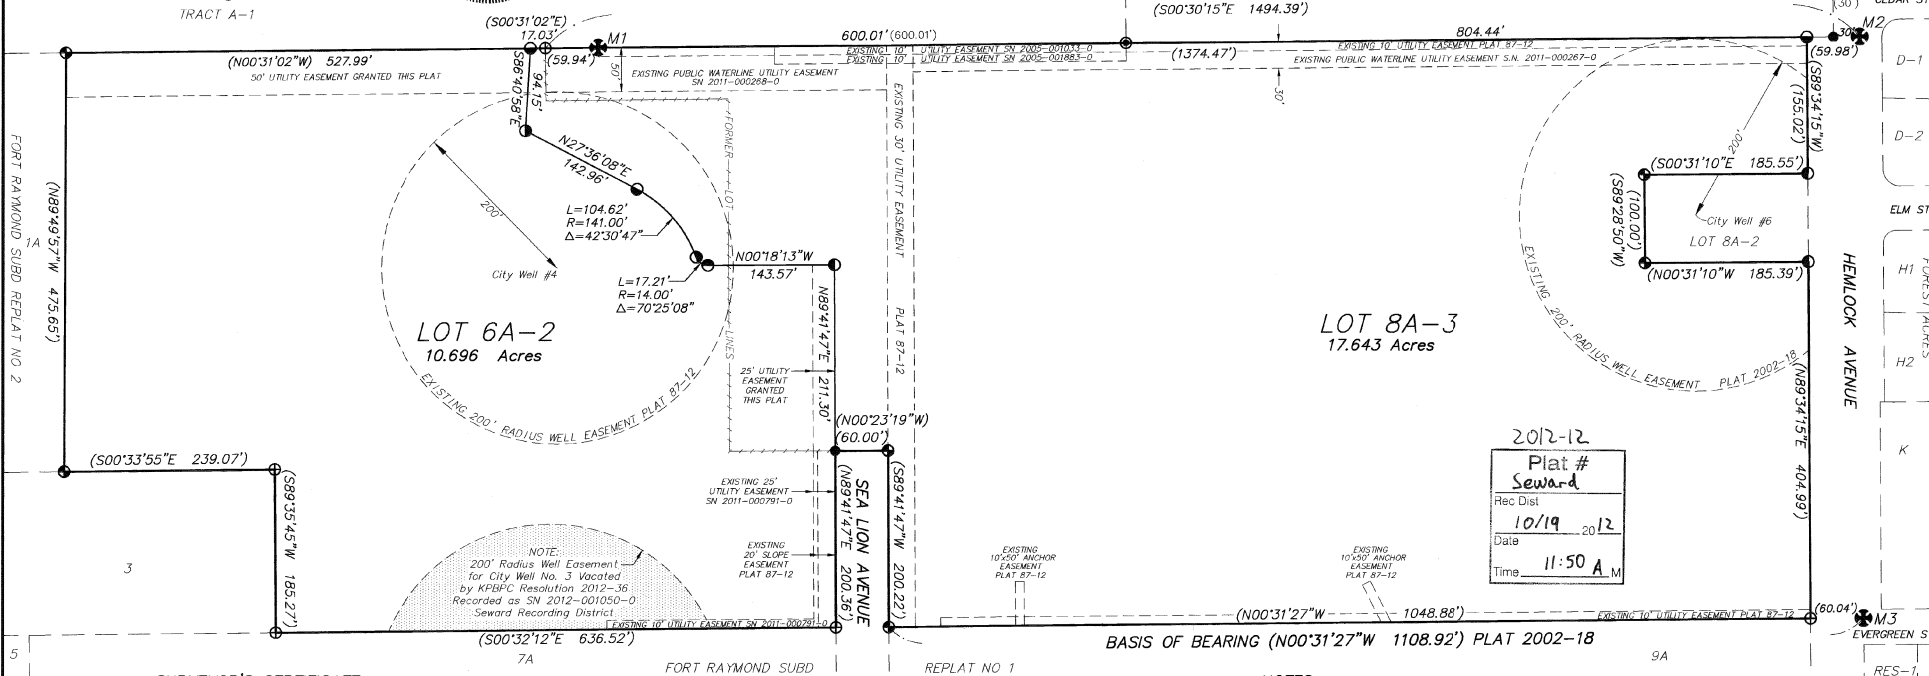 TRACT A-1
(S00°31'02"E)
17.03'
(59.94')
M1
(S00°30'15"E 1494.39')
600.01' (600.01')
(1374.47')
804.44'
30'
(59.98')
M2
(30')
CEDAR ST
EXISTING 10' UTILITY EASEMENT SN 2005-001033-0
EXISTING 10' UTILITY EASEMENT SN 2005-001883-0
EXISTING 10' UTILITY EASEMENT PLAT 87-12
EXISTING PUBLIC WATERLINE UTILITY EASEMENT S.N. 2011-000267-0
30'
(N00°31'02"W) 527.99'
50' UTILITY EASEMENT GRANTED THIS PLAT
S86°40'58"E
94.15'
50'
EXISTING PUBLIC WATERLINE UTILITY EASEMENT
SN 2011-000268-0
FORMER LOT LINES
EXISTING 30' UTILITY EASEMENT PLAT 87-12
FORT RAYMOND SUBD REPLAT NO 2
1A
(N89°49'57"W 475.65')
N27°36'08"E
142.96'
200'
City Well #4
L=104.62'
R=141.00'
Δ=42°30'47"
N00°18'13"W
143.57'
L=17.21'
R=14.00'
Δ=70°25'08"
N89°41'47"E 211.30'
LOT 6A-2
10.696 Acres
EXISTING 200' RADIUS WELL EASEMENT PLAT 87-12
25' UTILITY
EASEMENT
GRANTED
THIS PLAT
(N00°23'19"W)
(60.00')
LOT 8A-3
17.643 Acres
(S89°34'15"W)
(155.02')
200'
(S00°31'10"E 185.55')
(S89°28'50"W)
(100.00')
City Well #6
LOT 8A-2
(N00°31'10"W 185.39')
EXISTING 200' RADIUS WELL EASEMENT PLAT 2002-18
(N89°34'15"E 404.99')
HEMLOCK AVENUE
D-1
D-2
ELM ST
H1
FOREST ACRES
H2
K
(S00°33'55"E 239.07')
(S89°35'45"W 185.27')
3
NOTE:
200' Radius Well Easement
for City Well No. 3 Vacated
by KPBPC Resolution 2012-36
Recorded as SN 2012-001050-0
Seward Recording District
EXISTING 25'
UTILITY EASEMENT
SN 2011-000791-0
EXISTING
20' SLOPE
EASEMENT
PLAT 87-12
EXISTING 10' UTILITY EASEMENT SN 2011-000791-0
(S00°32'12"E 636.52')
(N89°41'47"E 200.36')
SEA LION AVENUE
(S89°41'47"W 200.22')
EXISTING
10'x50' ANCHOR
EASEMENT
PLAT 87-12
EXISTING
10'x50' ANCHOR
EASEMENT
PLAT 87-12
2012-12
Plat #
Seward
Rec Dist
10/19 2012
Date
11:50 A M
Time
(N00°31'27"W 1048.88')
EXISTING 10' UTILITY EASEMENT PLAT 87-12
(60.04')
M3
EVERGREEN S
BASIS OF BEARING (N00°31'27"W 1108.92') PLAT 2002-18
5
7A
FORT RAYMOND SUBD
REPLAT NO 1
9A
RES-1